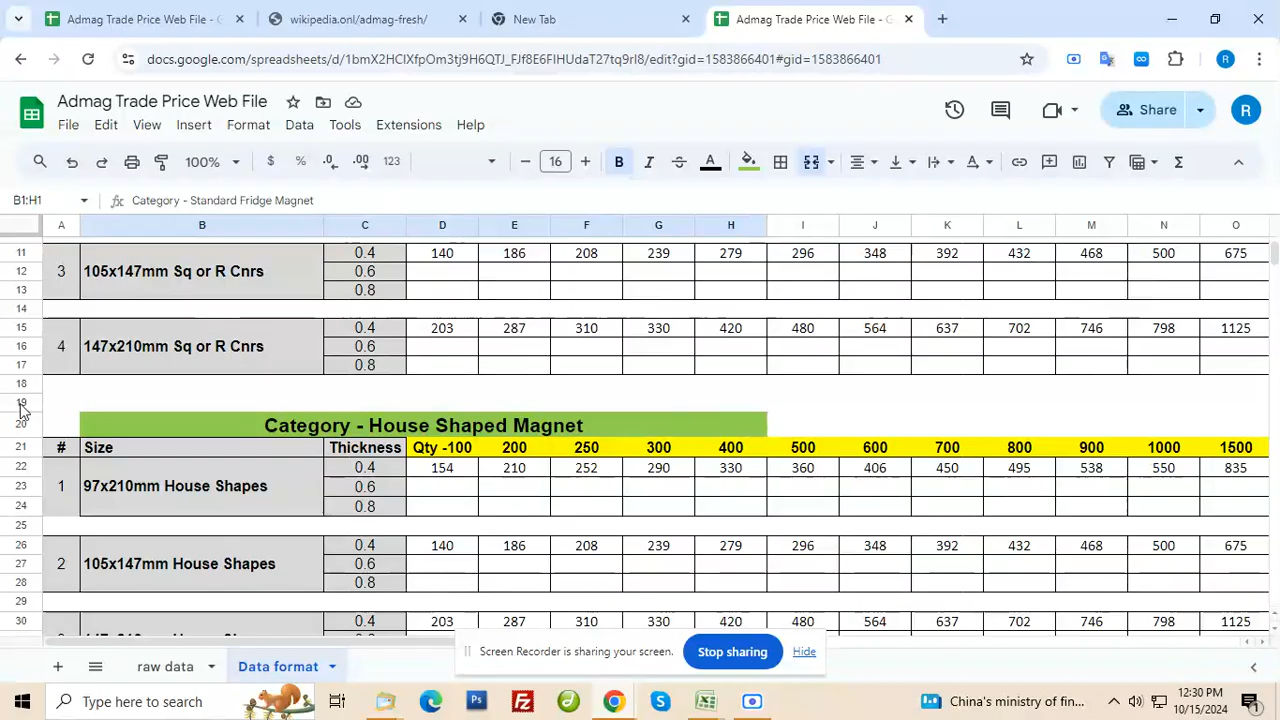 Admag Trade Price Web File - G
wikipedia.onl/admag-fresh/
New Tab
Admag Trade Price Web File - G
docs.google.com/spreadsheets/d/1bmX2HClXfpOm3tj9H6QTJ_FJf8E6FIHUdaT27tq9rI8/edit?gid=1583866401#gid=1583866401
R
Admag Trade Price Web File
Share
R
File Edit View Insert Format Data Tools Extensions Help
100% $ % .0 .00 123 16 B I A
B1:H1 fx Category - Standard Fridge Magnet
A B C D E F G H I J K L M N O
11 0.4 140 186 208 239 279 296 348 392 432 468 500 675
12 3 105x147mm Sq or R Cnrs 0.6
13 0.8
14
15 0.4 203 287 310 330 420 480 564 637 702 746 798 1125
16 4 147x210mm Sq or R Cnrs 0.6
17 0.8
18
19
20 Category - House Shaped Magnet
21 # Size Thickness Qty -100 200 250 300 400 500 600 700 800 900 1000 1500
22 0.4 154 210 252 290 330 360 406 450 495 538 550 835
23 1 97x210mm House Shapes 0.6
24 0.8
25
26 0.4 140 186 208 239 279 296 348 392 432 468 500 675
27 2 105x147mm House Shapes 0.6
28 0.8
29
30 0.4 203 287 310 330 420 480 564 637 702 746 798 1125
Screen Recorder is sharing your screen. Stop sharing Hide
raw data Data format
Type here to search
China's ministry of fin...
12:30 PM
10/15/2024